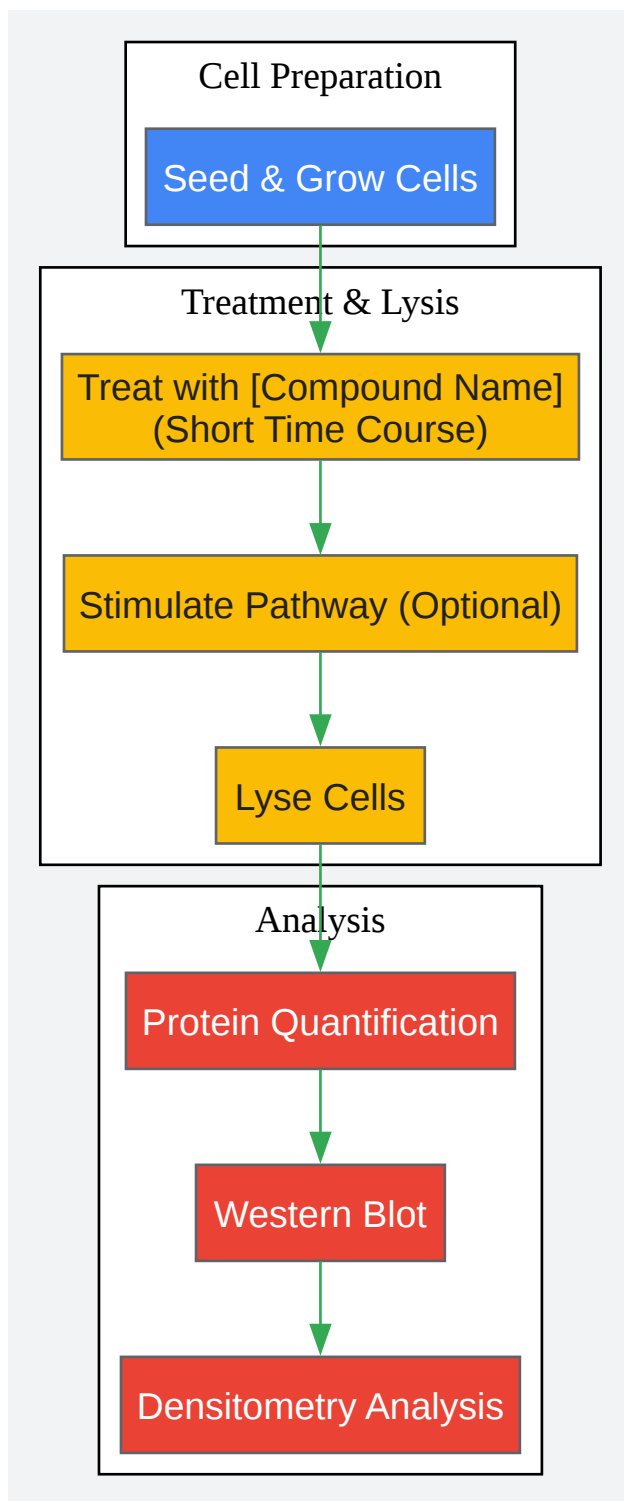 Cell Preparation
Seed & Grow Cells
Treatment & Lysis
Treat with [Compound Name]
(Short Time Course)
Stimulate Pathway (Optional)
Lyse Cells
Analysis
Protein Quantification
Western Blot
Densitometry Analysis